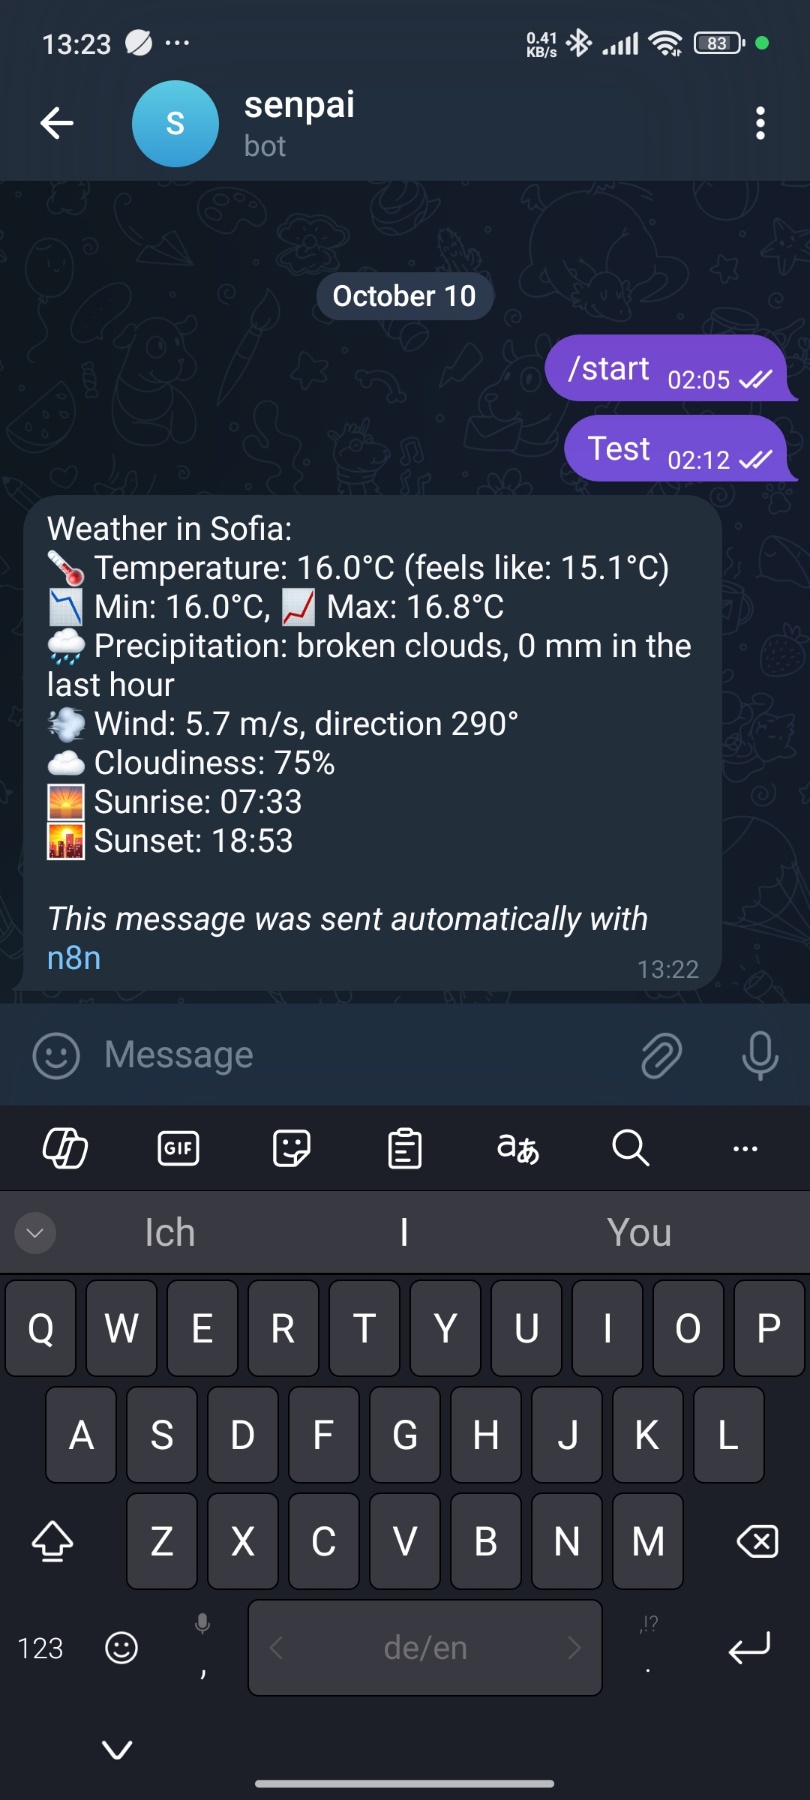 13:23 ... 0.41 KB/s 83
S senpai
bot
October 10
/start 02:05
Test 02:12
Weather in Sofia:
🌡️ Temperature: 16.0°C (feels like: 15.1°C)
📉 Min: 16.0°C, 📈 Max: 16.8°C
🌧️ Precipitation: broken clouds, 0 mm in the
last hour
💨 Wind: 5.7 m/s, direction 290°
☁️ Cloudiness: 75%
🌅 Sunrise: 07:33
🌇 Sunset: 18:53
This message was sent automatically with
n8n 13:22
Message
GIF aあ ...
Ich I You
Q W E R T Y U I O P
A S D F G H J K L
Z X C V B N M
123 , de/en ,!? .